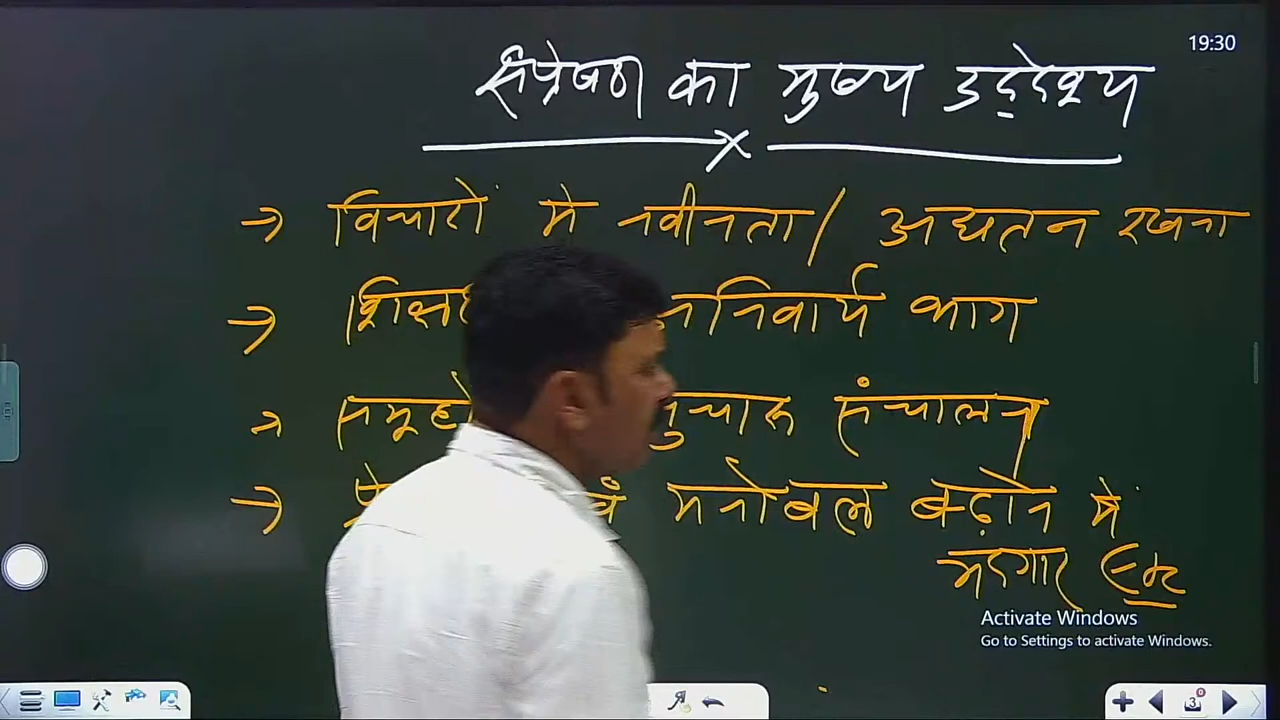 19:30
संप्रेषण का मुख्य उद्देश्य
→ विचारों मे नवीनता / अद्यतन रखना
→ अनिवार्य भाग
→ संचालन
→ मनोबल बढ़ाने में
मददगार etc
Activate Windows
Go to Settings to activate Windows.